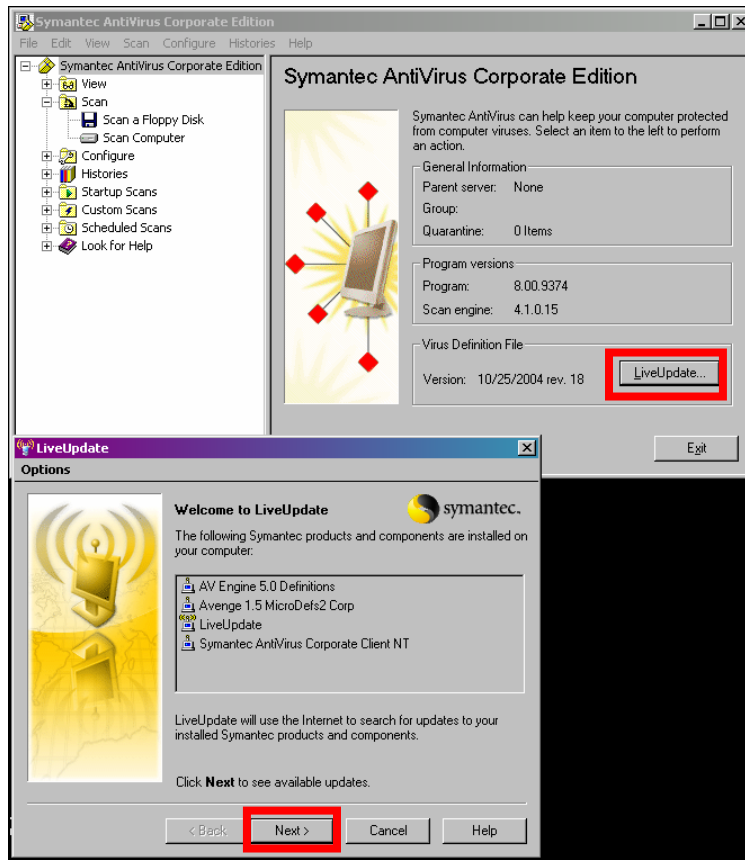 Symantec AntiVirus Corporate Edition
File Edit View Scan Configure Histories Help
Symantec AntiVirus Corporate Edition
View
Scan
Scan a Floppy Disk
Scan Computer
Configure
Histories
Startup Scans
Custom Scans
Scheduled Scans
Look for Help
Symantec AntiVirus Corporate Edition
Symantec AntiVirus can help keep your computer protected
from computer viruses. Select an item to the left to perform
an action.
General Information
Parent server: None
Group:
Quarantine: 0 Items
Program versions
Program: 8.00.9374
Scan engine: 4.1.0.15
Virus Definition File
Version: 10/25/2004 rev. 18
LiveUpdate...
Exit
LiveUpdate
Options
Welcome to LiveUpdate
symantec.
The following Symantec products and components are installed on
your computer:
AV Engine 5.0 Definitions
Avenge 1.5 MicroDefs2 Corp
LiveUpdate
Symantec AntiVirus Corporate Client NT
LiveUpdate will use the Internet to search for updates to your
installed Symantec products and components.
Click Next to see available updates.
< Back
Next >
Cancel
Help